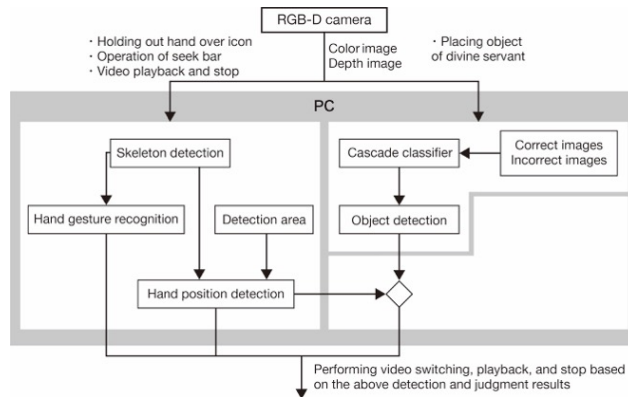 RGB-D camera
・Holding out hand over icon
・Operation of seek bar
・Video playback and stop
Color image
Depth image
・Placing object
of divine servant
PC
Skeleton detection
Cascade classifier
Correct images
Incorrect images
Hand gesture recognition
Detection area
Object detection
Hand position detection
Performing video switching, playback, and stop based
on the above detection and judgment results